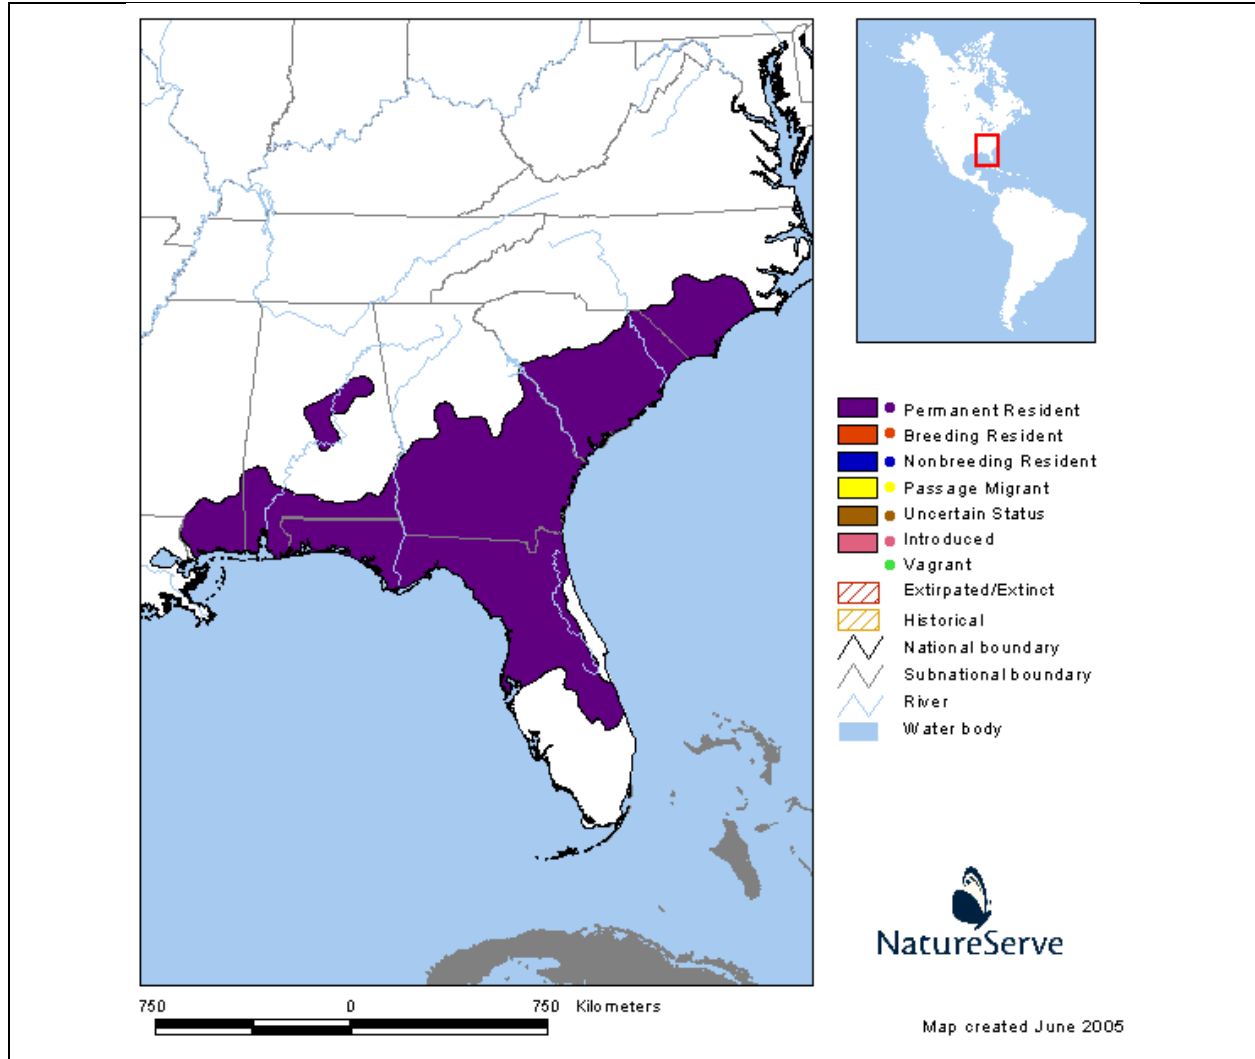 Permanent Resident
Breeding Resident
Nonbreeding Resident
Passage Migrant
Uncertain Status
Introduced
Vagrant
Extirpated/Extinct
Historical
National boundary
Subnational boundary
River
Water body
NatureServe
750 0 750 Kilometers
Map created June 2005